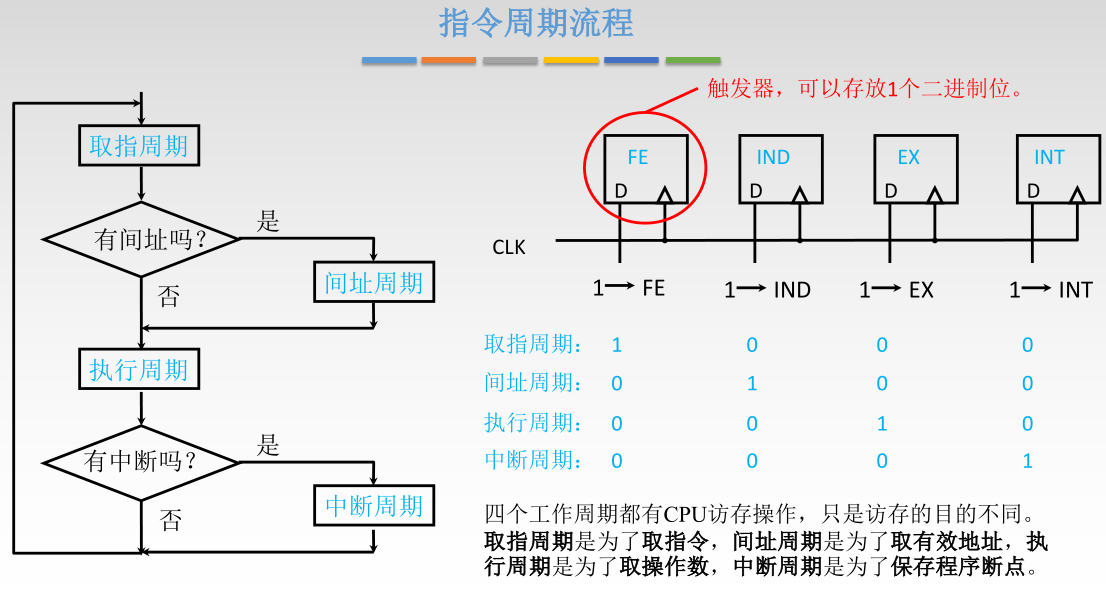 指令周期流程
触发器，可以存放1个二进制位。
取指周期
有间址吗？
是
间址周期
否
执行周期
有中断吗？
是
中断周期
否
FE
IND
EX
INT
D
D
D
D
CLK
1→ FE
1→ IND
1→ EX
1→ INT
取指周期： 1 0 0 0
间址周期： 0 1 0 0
执行周期： 0 0 1 0
中断周期： 0 0 0 1
四个工作周期都有CPU访存操作，只是访存的目的不同。
取指周期是为了取指令，间址周期是为了取有效地址，执
行周期是为了取操作数，中断周期是为了保存程序断点。